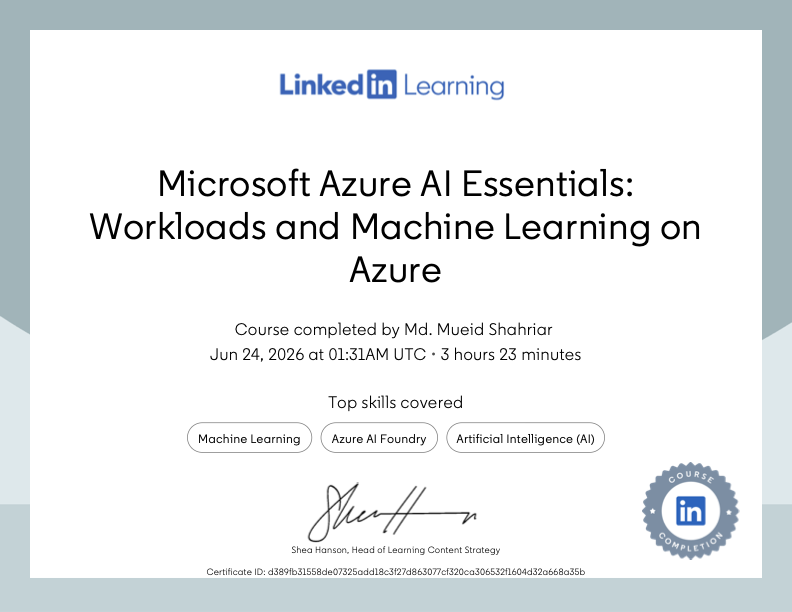 Linked in Learning
Microsoft Azure AI Essentials:
Workloads and Machine Learning on
Azure
Course completed by Md. Mueid Shahriar
Jun 24, 2026 at 01:31AM UTC • 3 hours 23 minutes
Top skills covered
Machine Learning
Azure AI Foundry
Artificial Intelligence (AI)
Shea Hanson, Head of Learning Content Strategy
COURSE
in
COMPLETION
Certificate ID: d389fb31558de07325add18c3f27d863077cf320ca306532f1604d32a668a35b